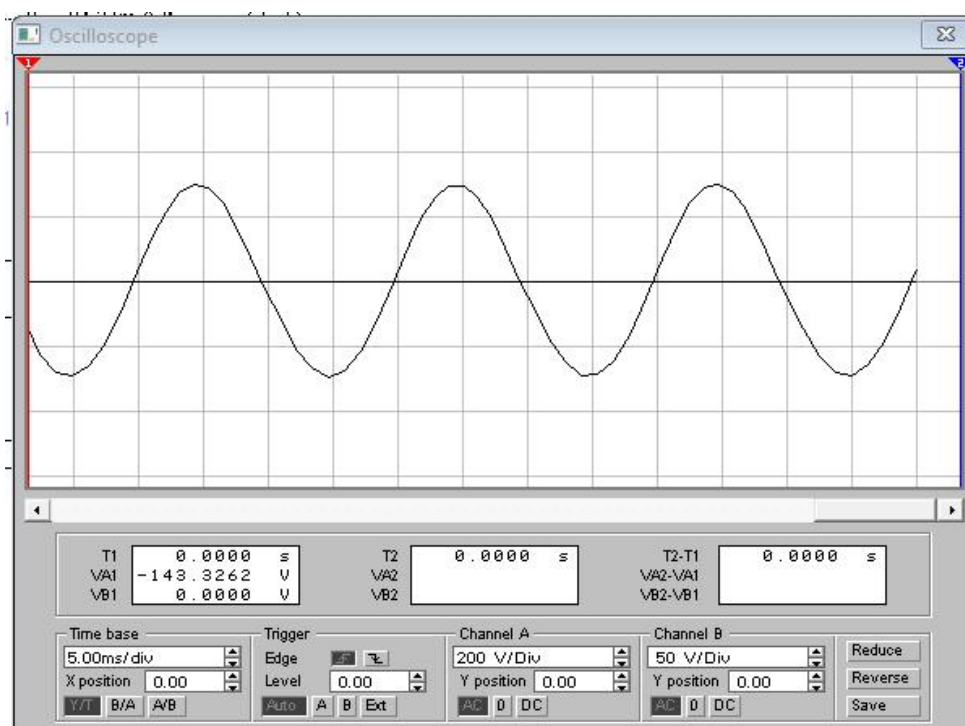 Oscilloscope
1
2
1
T1 0.0000 s
VA1 -143.3262 V
VB1 0.0000 V
T2 0.0000 s
VA2
VB2
T2-T1 0.0000 s
VA2-VA1
VB2-VB1
Time base
5.00ms/div
X position 0.00
Y/T B/A A/B
Trigger
Edge
Level 0.00
Auto A B Ext
Channel A
200 V/Div
Y position 0.00
AC 0 DC
Channel B
50 V/Div
Y position 0.00
AC 0 DC
Reduce
Reverse
Save